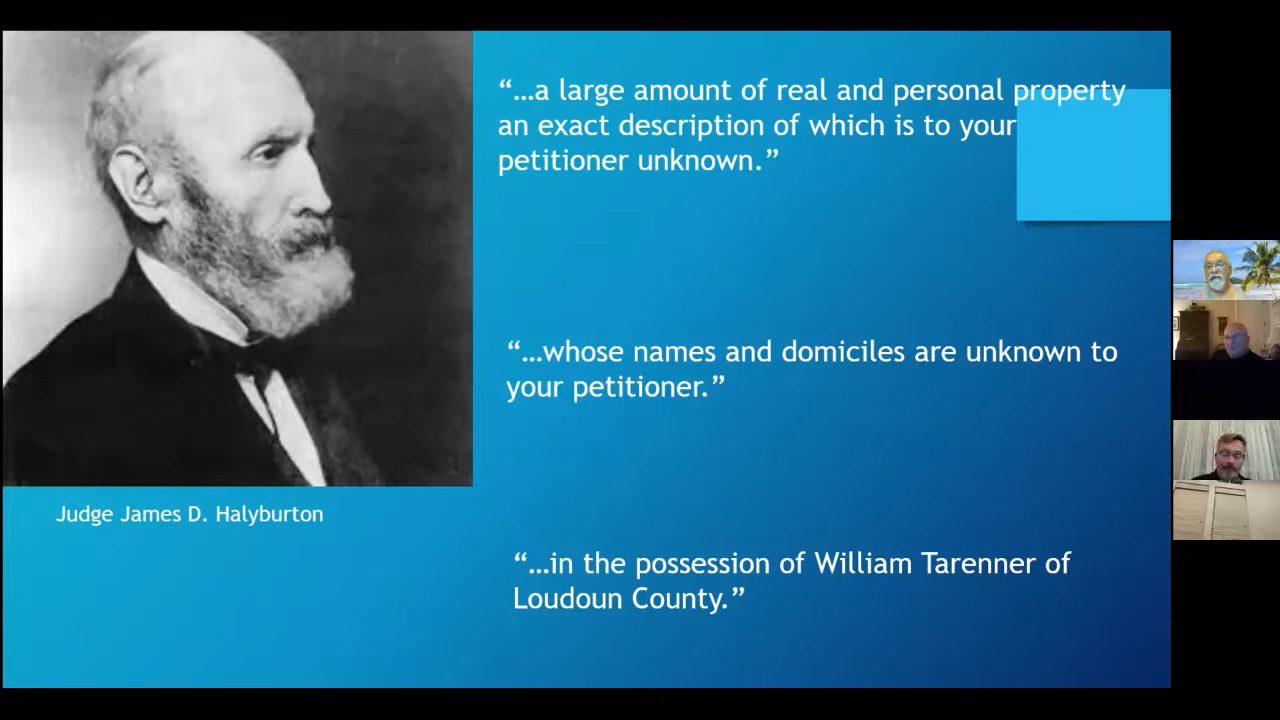 “...a large amount of real and personal property
an exact description of which is to your
petitioner unknown.”
“...whose names and domiciles are unknown to
your petitioner.”
Judge James D. Halyburton
“...in the possession of William Tarenner of
Loudoun County.”